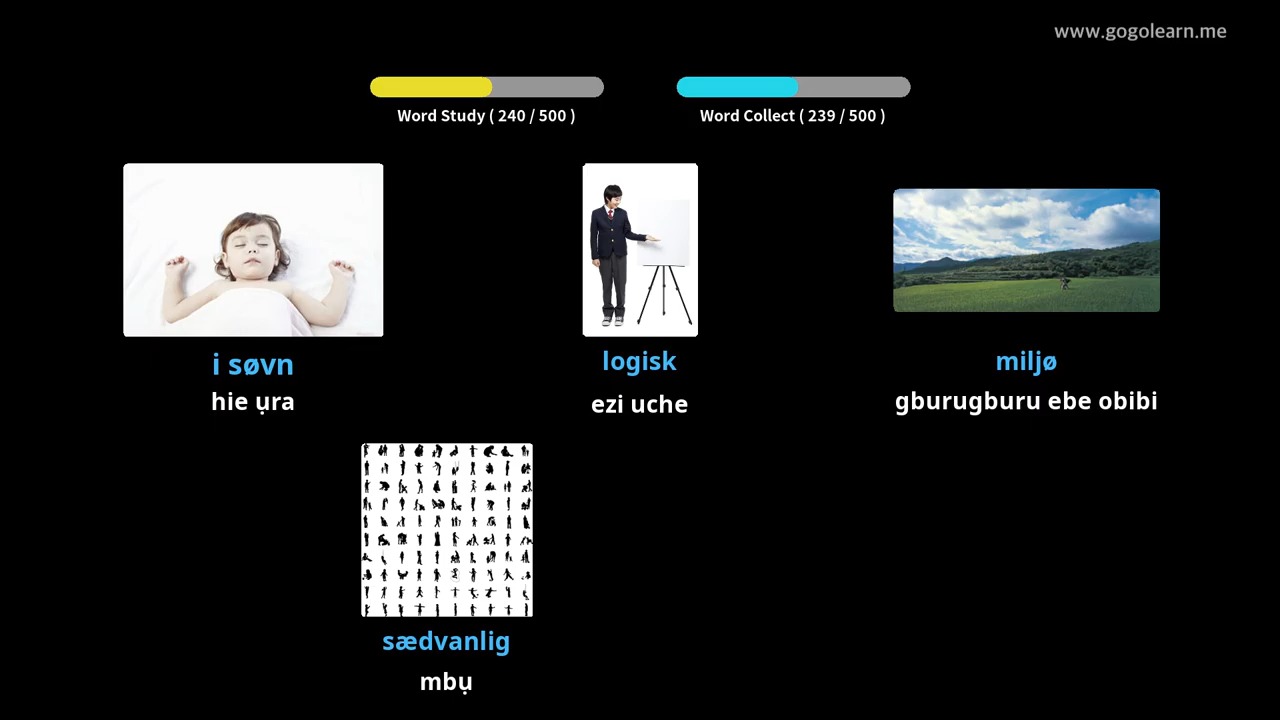 www.gogolearn.me
Word Study ( 240 / 500 )
Word Collect ( 239 / 500 )
i søvn
hie ụra
logisk
ezi uche
miljø
gburugburu ebe obibi
sædvanlig
mbụ